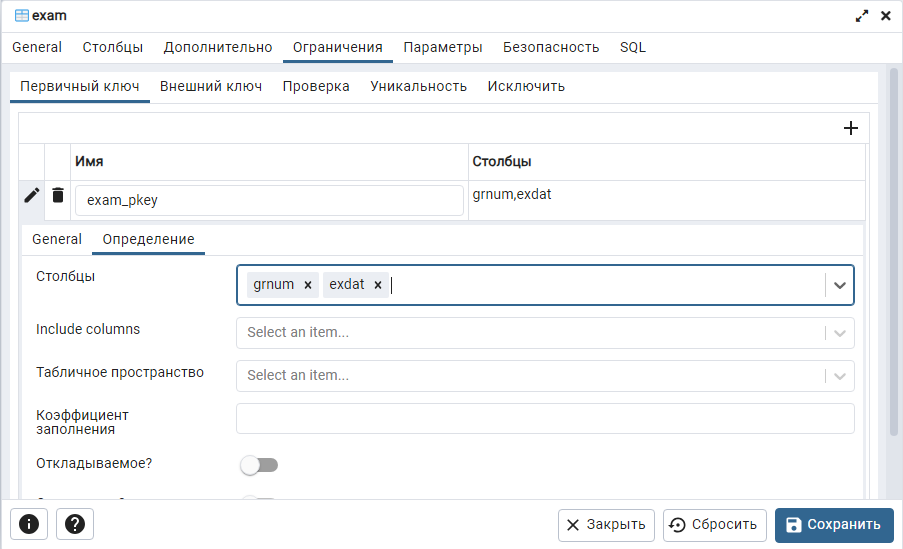 exam
General Столбцы Дополнительно Ограничения Параметры Безопасность SQL
Первичный ключ Внешний ключ Проверка Уникальность Исключить
Имя Столбцы
exam_pkey grnum,exdat
General Определение
Столбцы grnum exdat
Include columns Select an item...
Табличное пространство Select an item...
Коэффициент
заполнения
Откладываемое?
Закрыть Сбросить Сохранить